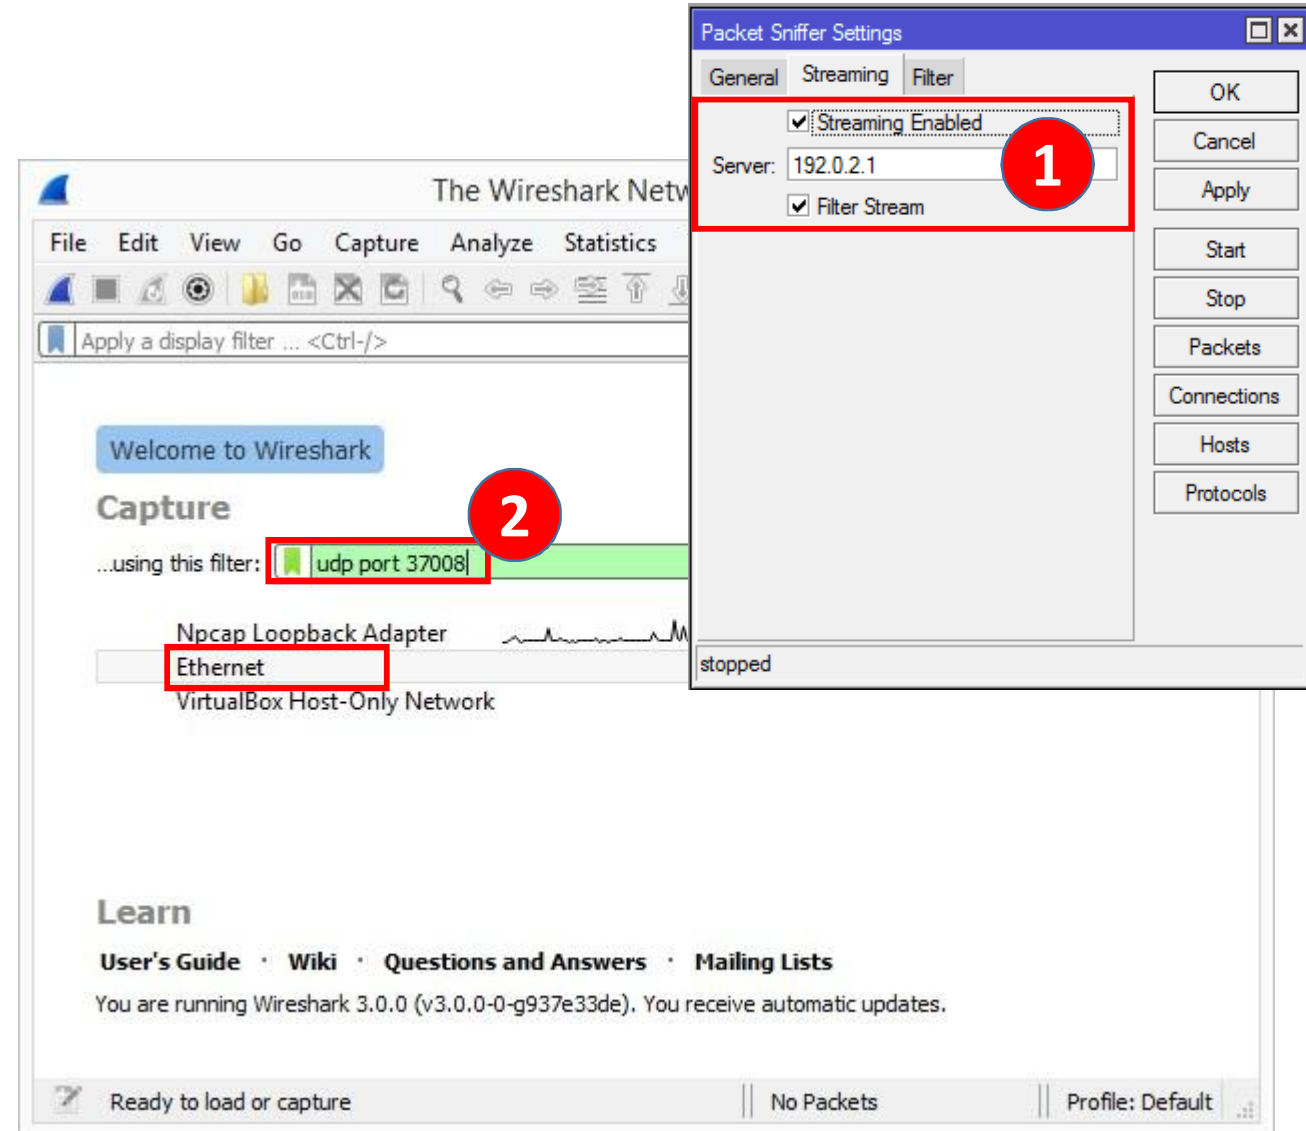 Packet Sniffer Settings
General Streaming Filter
Streaming Enabled
Server: 192.0.2.1
Filter Stream
1
OK
Cancel
Apply
Start
Stop
Packets
Connections
Hosts
Protocols
stopped
The Wireshark Netw
File Edit View Go Capture Analyze Statistics
Apply a display filter ... <Ctrl-/>
Welcome to Wireshark
Capture
2
...using this filter: udp port 37008
Npcap Loopback Adapter
Ethernet
VirtualBox Host-Only Network
Learn
User's Guide · Wiki · Questions and Answers · Mailing Lists
You are running Wireshark 3.0.0 (v3.0.0-0-g937e33de). You receive automatic updates.
Ready to load or capture No Packets Profile: Default